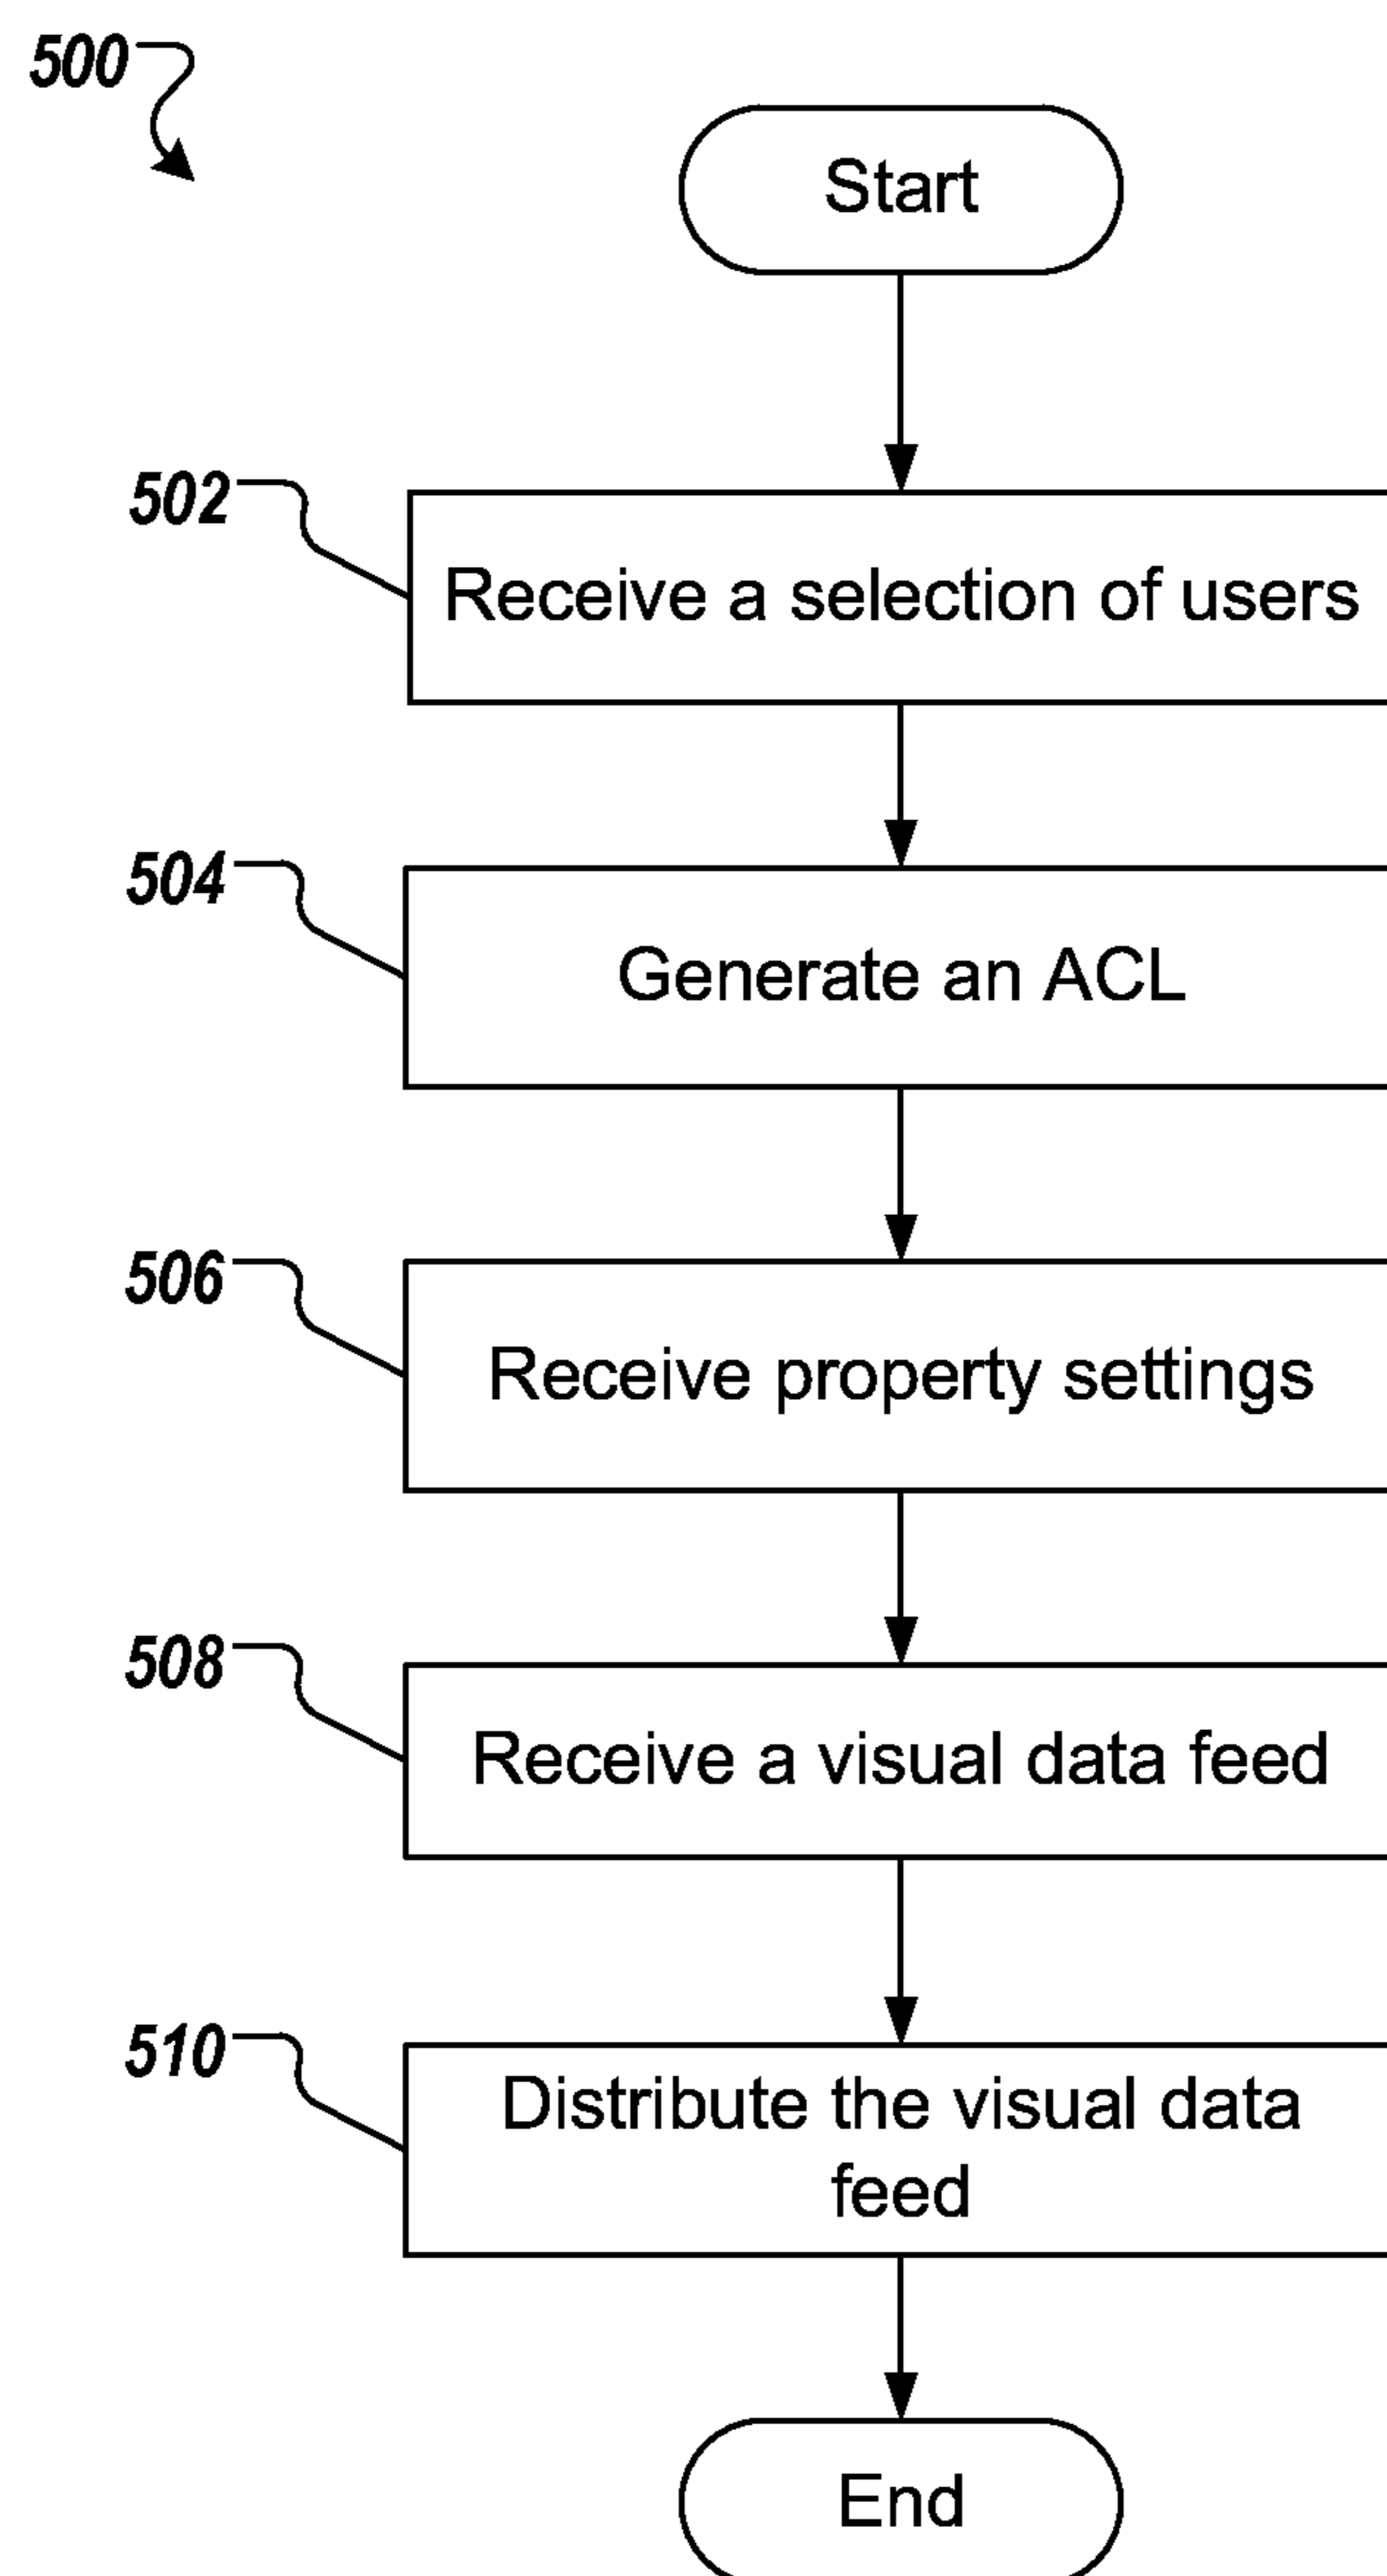 500
Start
502
Receive a selection of users
504
Generate an ACL
506
Receive property settings
508
Receive a visual data feed
510
Distribute the visual data
feed
End